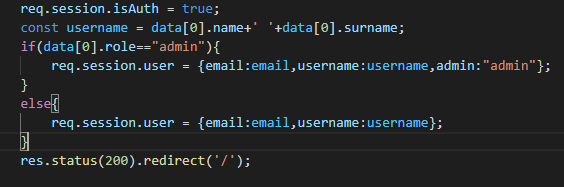 req.session.isAuth = true;
const username = data[0].name+' '+data[0].surname;
if(data[0].role=="admin"){
req.session.user = {email:email,username:username,admin:"admin"};
}
else{
req.session.user = {email:email,username:username};
}
res.status(200).redirect('/');